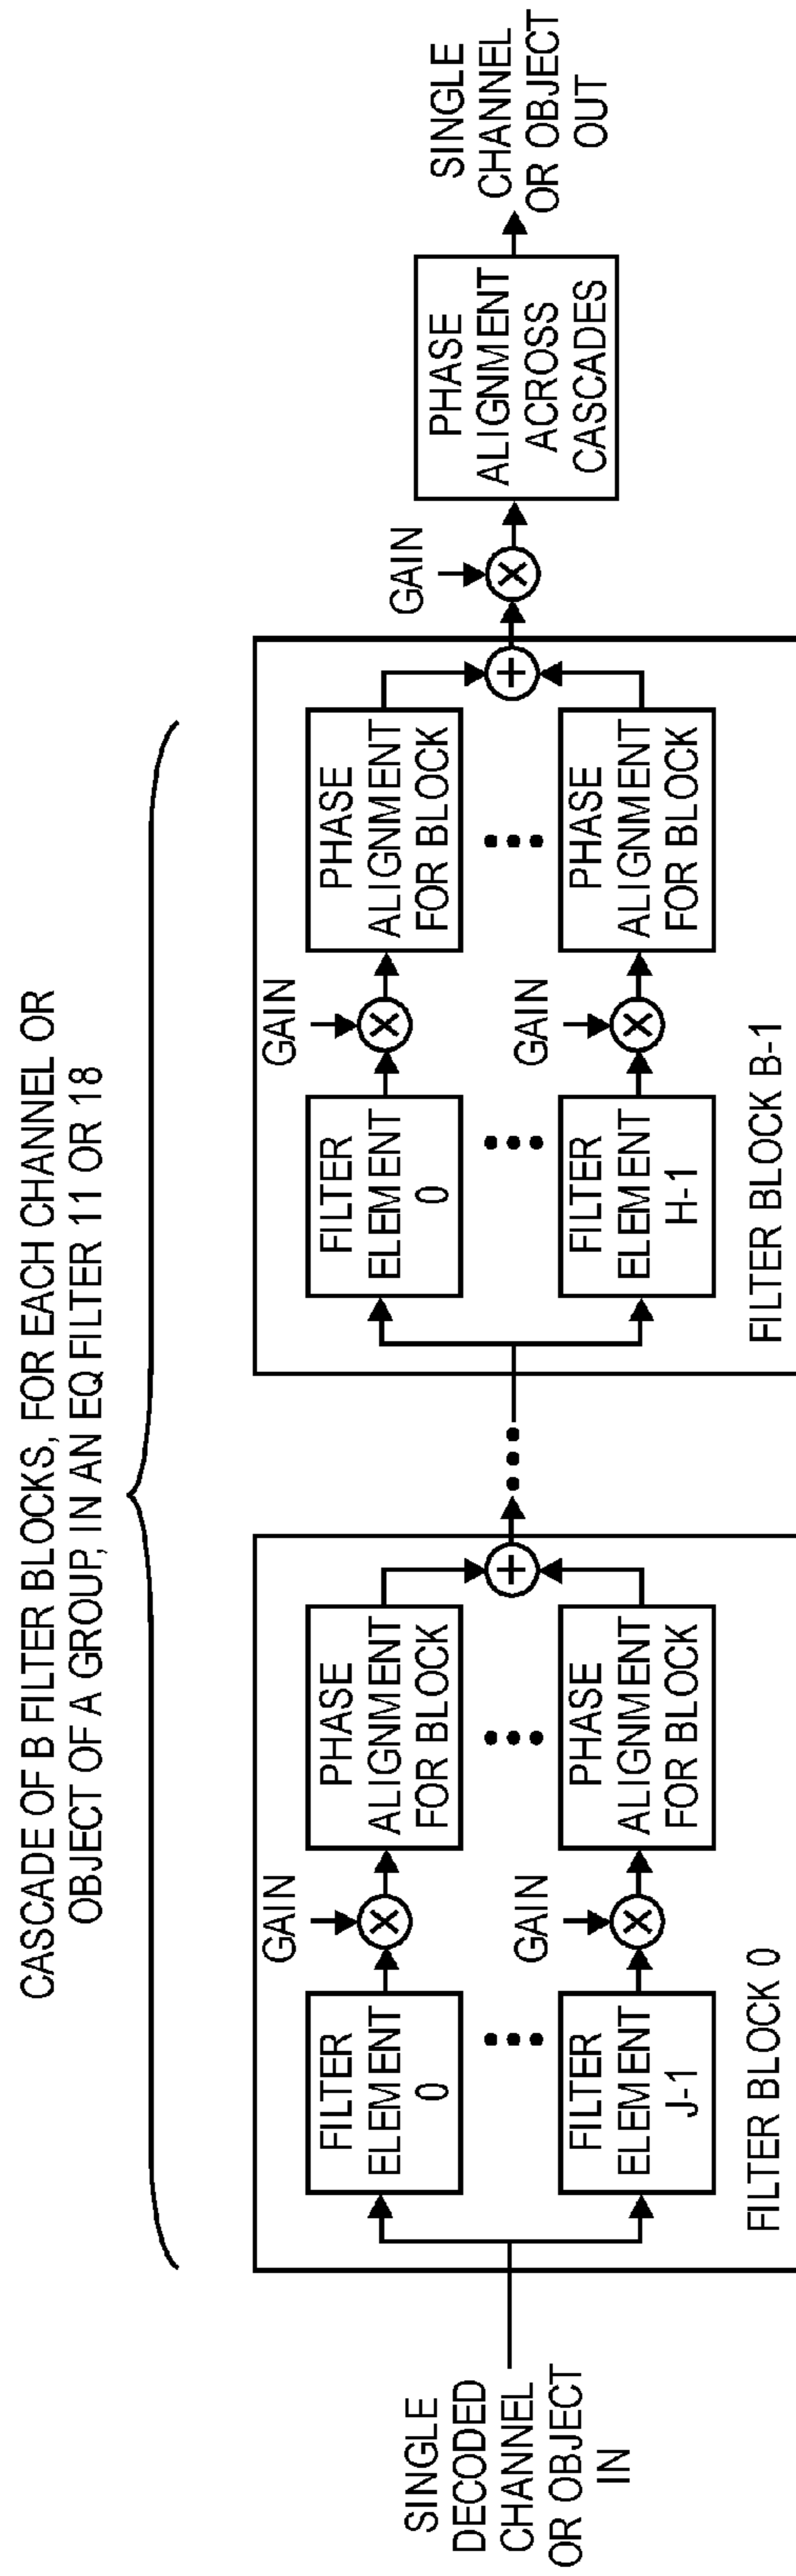 CASCADE OF B FILTER BLOCKS, FOR EACH CHANNEL OR
OBJECT OF A GROUP, IN AN EQ FILTER 11 OR 18
SINGLE
DECODED
CHANNEL
OR OBJECT
IN
FILTER
ELEMENT
0
GAIN
PHASE
ALIGNMENT
FOR BLOCK
FILTER
ELEMENT
J-1
GAIN
PHASE
ALIGNMENT
FOR BLOCK
FILTER BLOCK 0
FILTER
ELEMENT
0
GAIN
PHASE
ALIGNMENT
FOR BLOCK
FILTER
ELEMENT
H-1
GAIN
PHASE
ALIGNMENT
FOR BLOCK
FILTER BLOCK B-1
GAIN
PHASE
ALIGNMENT
ACROSS
CASCADES
SINGLE
CHANNEL
OR OBJECT
OUT